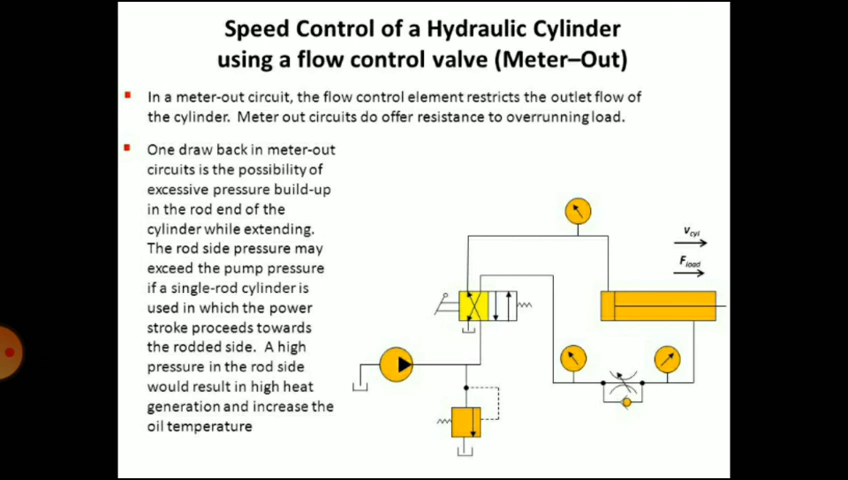 Speed Control of a Hydraulic Cylinder
using a flow control valve (Meter–Out)
In a meter-out circuit, the flow control element restricts the outlet flow of
the cylinder. Meter out circuits do offer resistance to overrunning load.
One draw back in meter-out
circuits is the possibility of
excessive pressure build-up
in the rod end of the
cylinder while extending.
The rod side pressure may
exceed the pump pressure
if a single-rod cylinder is
used in which the power
stroke proceeds towards
the rodded side. A high
pressure in the rod side
would result in high heat
generation and increase the
oil temperature
Vcyl
Fload